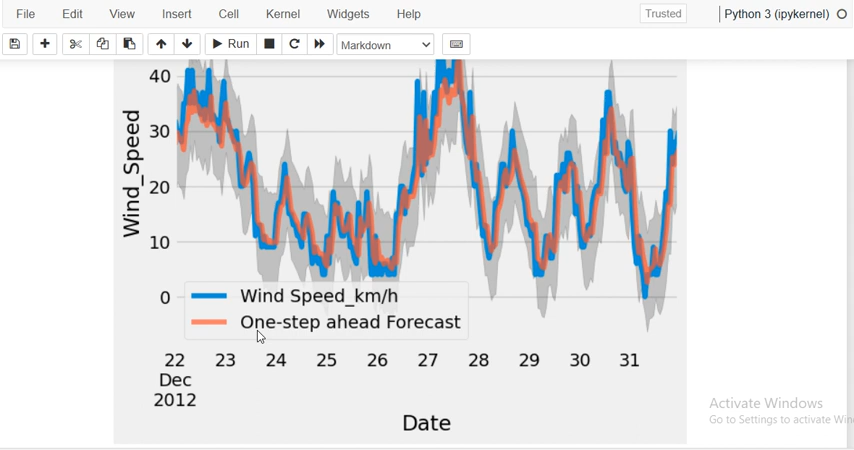 File Edit View Insert Cell Kernel Widgets Help Trusted Python 3 (ipykernel)
Run Markdown
40
30
20
10
0
Wind_Speed
Wind Speed_km/h
One-step ahead Forecast
22 23 24 25 26 27 28 29 30 31
Dec
2012
Date
Activate Windows
Go to Settings to activate Win